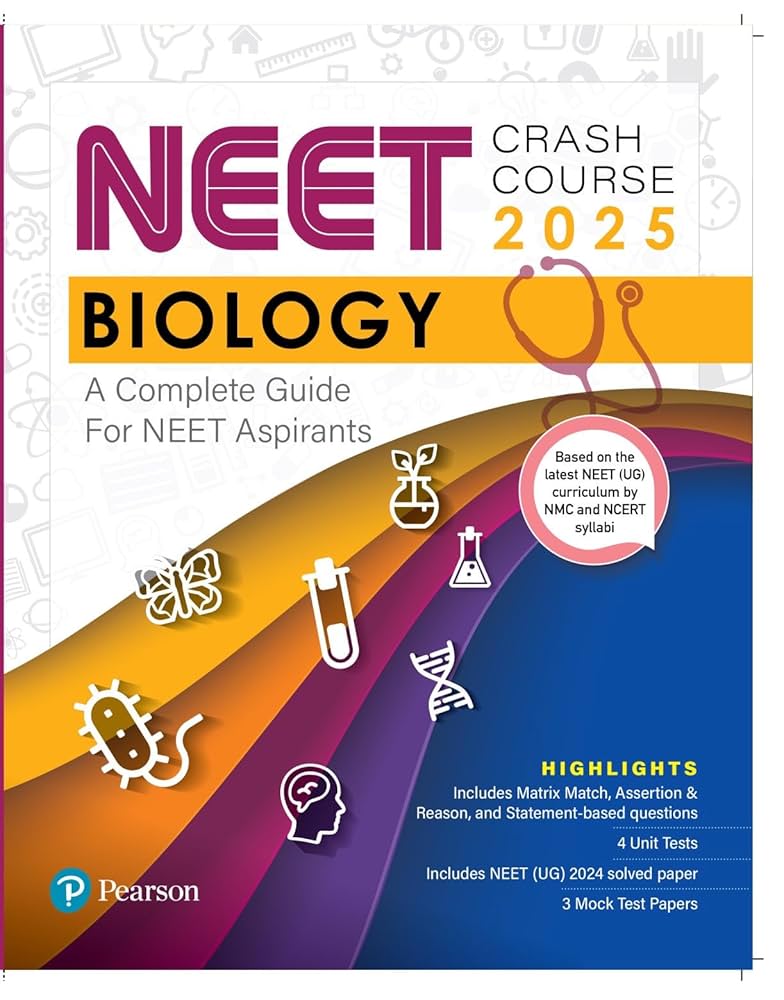 NEET
CRASH
COURSE
2025
BIOLOGY
A Complete Guide
For NEET Aspirants
Based on the
latest NEET (UG)
curriculum by
NMC and NCERT
syllabi
HIGHLIGHTS
Includes Matrix Match, Assertion &
Reason, and Statement-based questions
4 Unit Tests
Includes NEET (UG) 2024 solved paper
3 Mock Test Papers
P Pearson